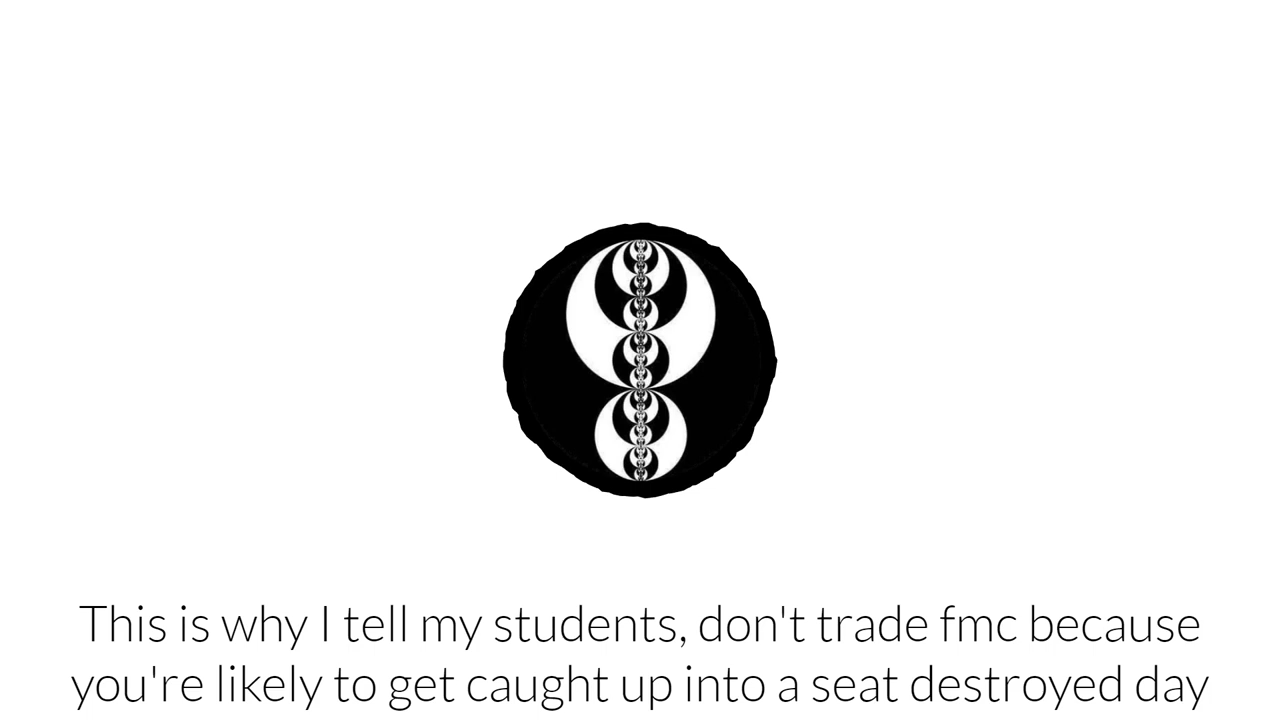 This is why I tell my students, don't trade fmc because
you're likely to get caught up into a seat destroyed day